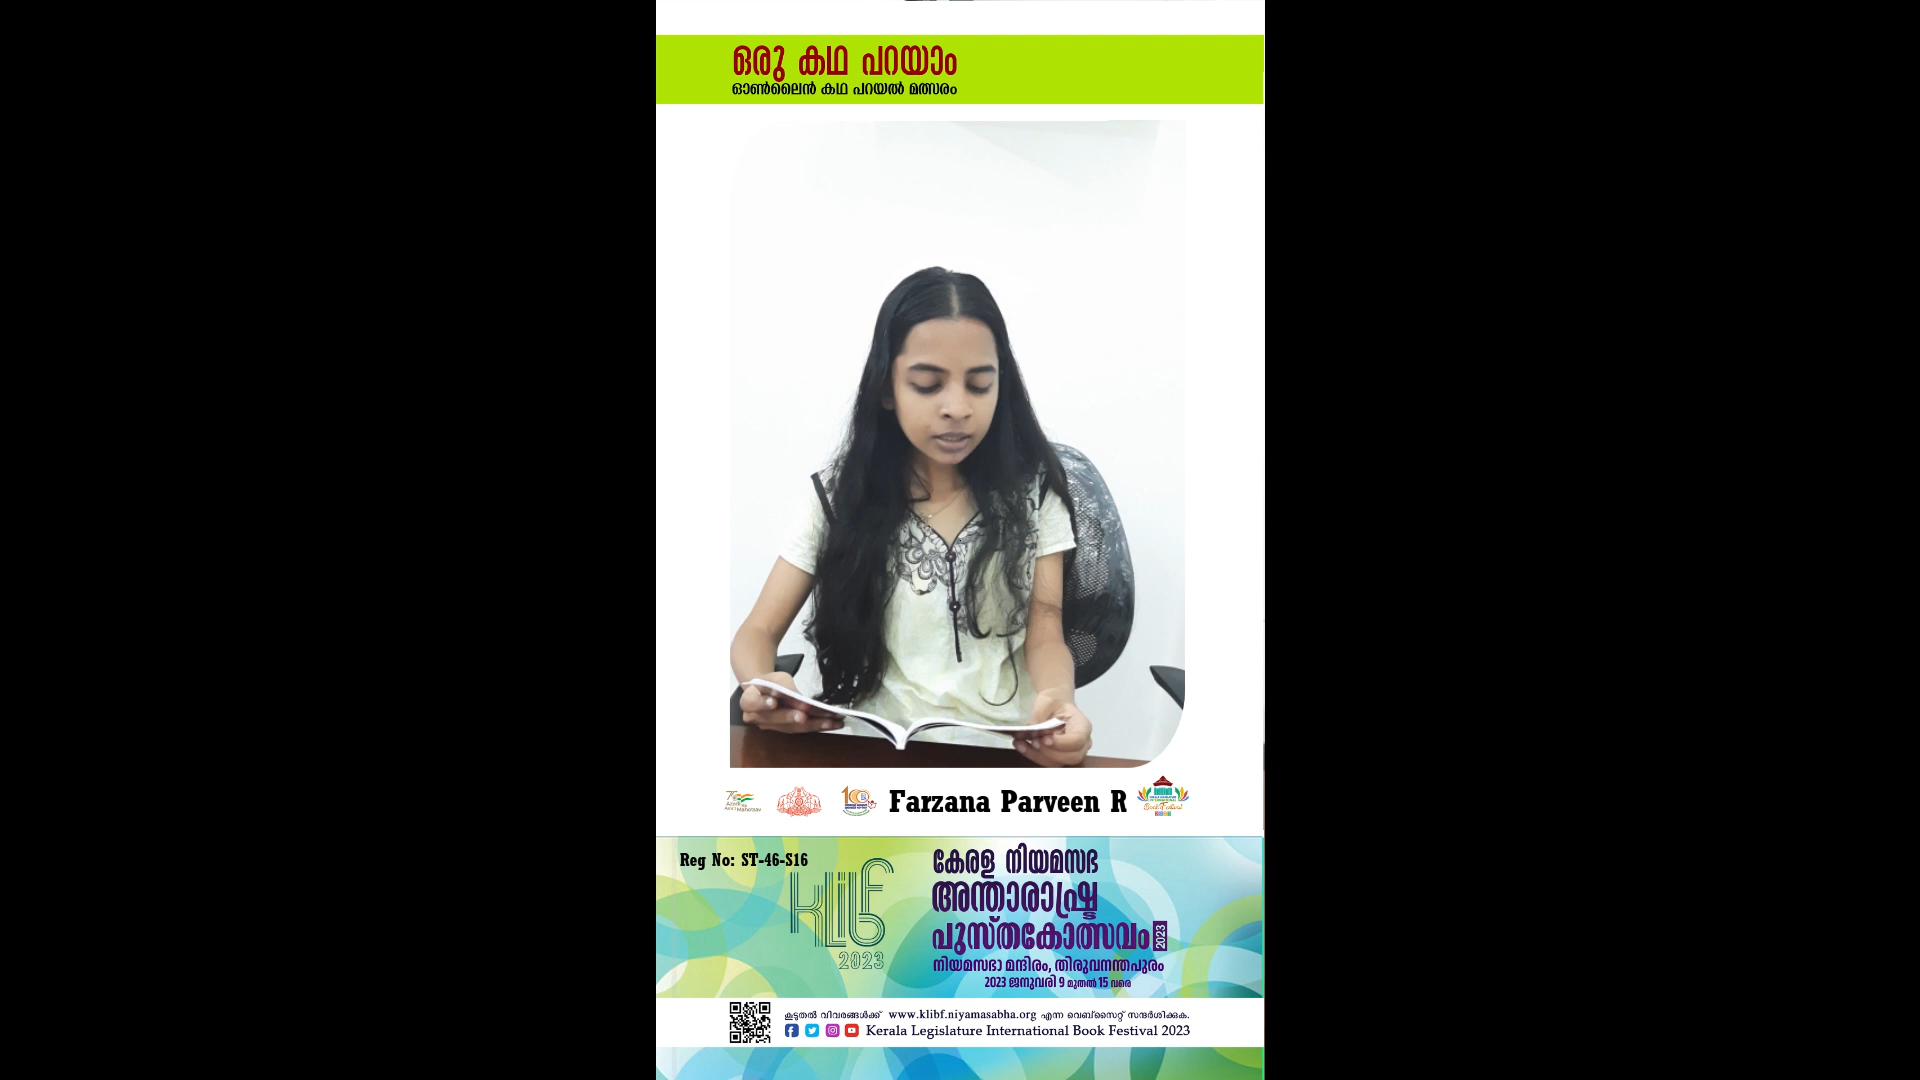 ഒരു കഥ പറയാം
ഓൺലൈൻ കഥ പറയൽ മത്സരം
Farzana Parveen R
Reg No: ST-46-S16
klibf
2023
കേരള നിയമസഭ
അന്താരാഷ്ട്ര
പുസ്തകോത്സവം 2023
നിയമസഭാ മന്ദിരം, തിരുവനന്തപുരം
2023 ജനുവരി 9 മുതൽ 15 വരെ
കൂടുതൽ വിവരങ്ങൾക്ക് www.klibf.niyamasabha.org എന്ന വെബ്സൈറ്റ് സന്ദർശിക്കുക.
Kerala Legislature International Book Festival 2023